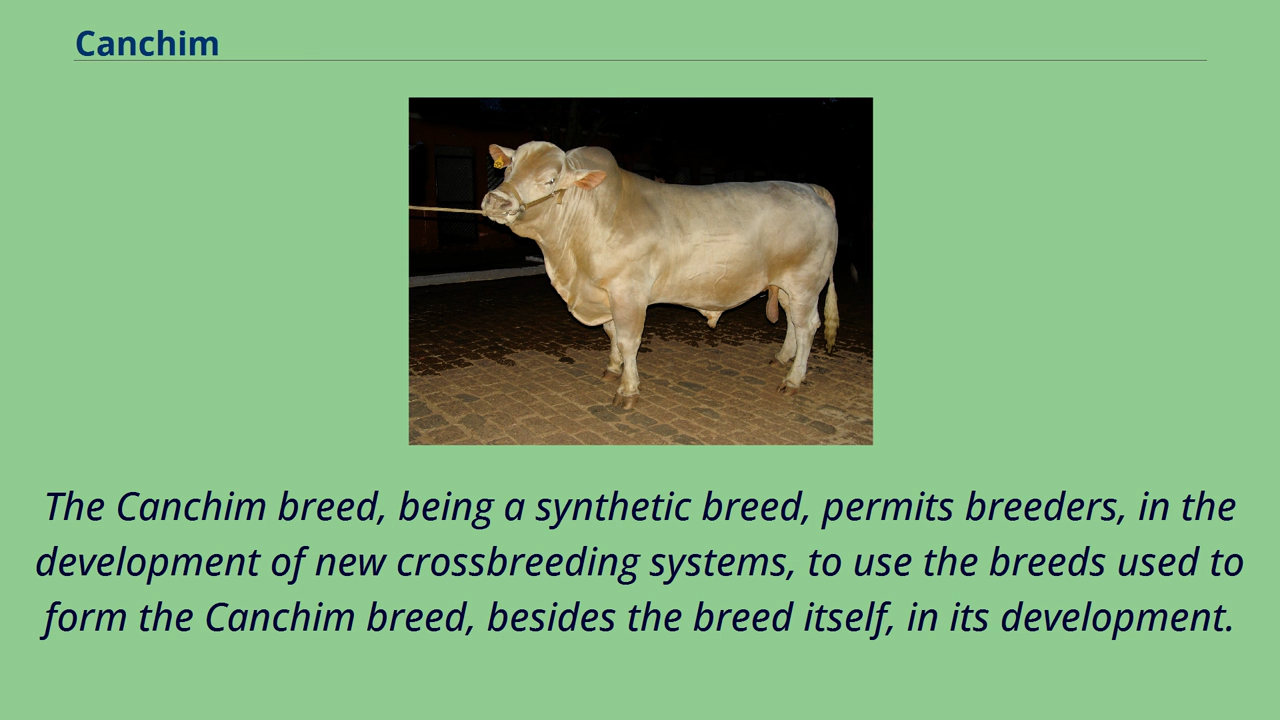 Canchim
The Canchim breed, being a synthetic breed, permits breeders, in the
development of new crossbreeding systems, to use the breeds used to
form the Canchim breed, besides the breed itself, in its development.